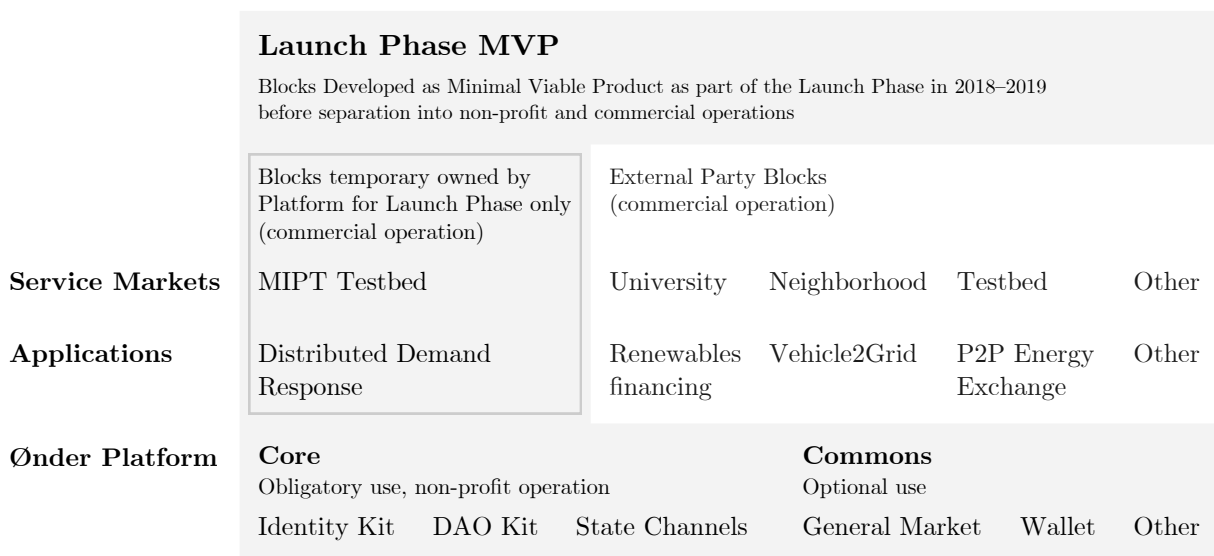 Launch Phase MVP
Blocks Developed as Minimal Viable Product as part of the Launch Phase in 2018–2019
before separation into non-profit and commercial operations
Blocks temporary owned by
Platform for Launch Phase only
(commercial operation)
External Party Blocks
(commercial operation)
Service Markets MIPT Testbed University Neighborhood Testbed Other
Applications Distributed Demand Renewables Vehicle2Grid P2P Energy Other
Response financing Exchange
Ønder Platform Core Commons
Obligatory use, non-profit operation Optional use
Identity Kit DAO Kit State Channels General Market Wallet Other